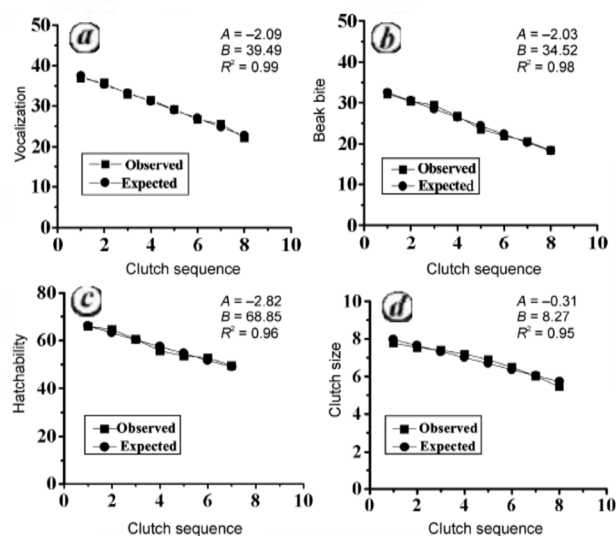 a
A = –2.09
B = 39.49
R² = 0.99
50
40
30
20
10
0
Vocalization
Observed
Expected
0 2 4 6 8 10
Clutch sequence
b
A = –2.03
B = 34.52
R² = 0.98
50
40
30
20
10
0
Beak bite
Observed
Expected
0 2 4 6 8 10
Clutch sequence
c
A = –2.82
B = 68.85
R² = 0.96
80
60
40
20
0
Hatchability
Observed
Expected
0 2 4 6 8 10
Clutch sequence
d
A = –0.31
B = 8.27
R² = 0.95
10
8
6
4
2
0
Clutch size
Observed
Expected
0 2 4 6 8 10
Clutch sequence